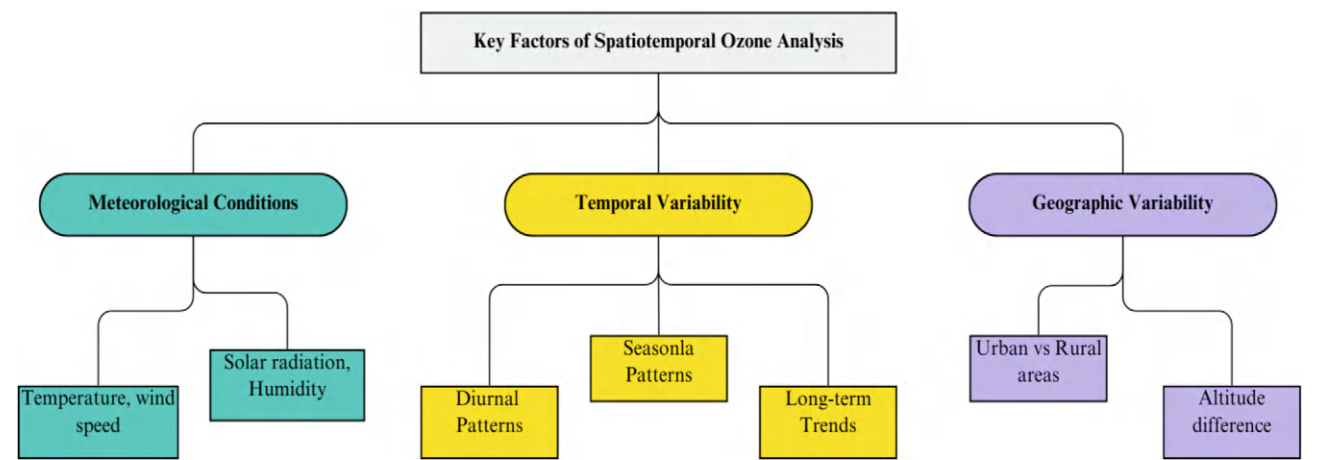 Key Factors of Spatiotemporal Ozone Analysis
Meteorological Conditions
Temporal Variability
Geographic Variability
Temperature, wind
speed
Solar radiation,
Humidity
Diurnal
Patterns
Seasonla
Patterns
Long-term
Trends
Urban vs Rural
areas
Altitude
difference